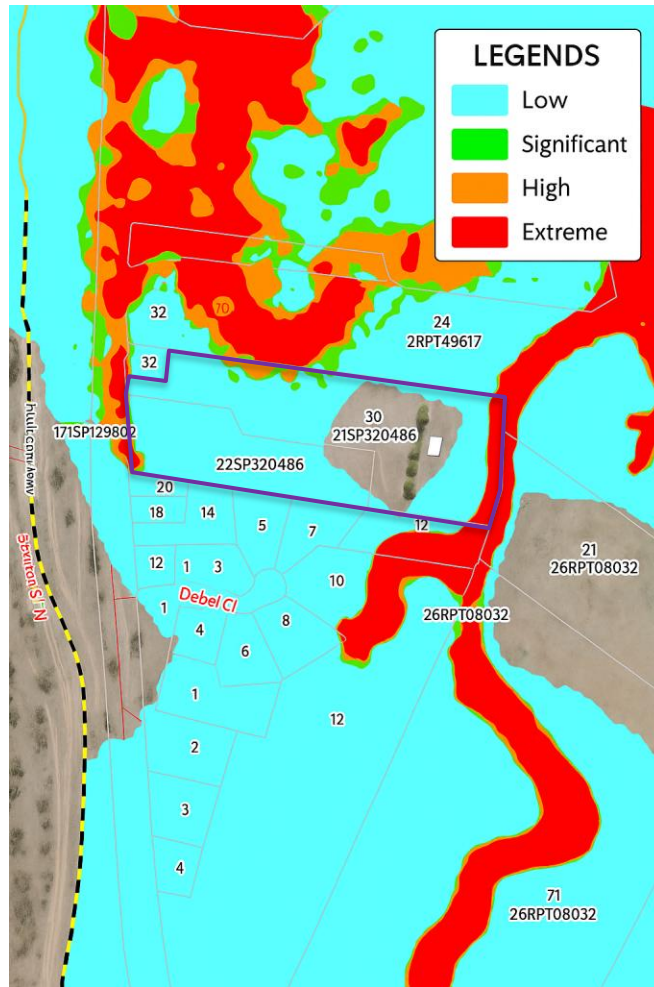 LEGENDS
Low
Significant
High
Extreme
32
70
24
2RPT49617
32
30
21SP320486
171SP129802
22SP320486
20
18
14
5
7
12
21
26RPT08032
12
1
3
10
Debel Cl
1
4
8
26RPT08032
6
1
12
2
3
4
71
26RPT08032